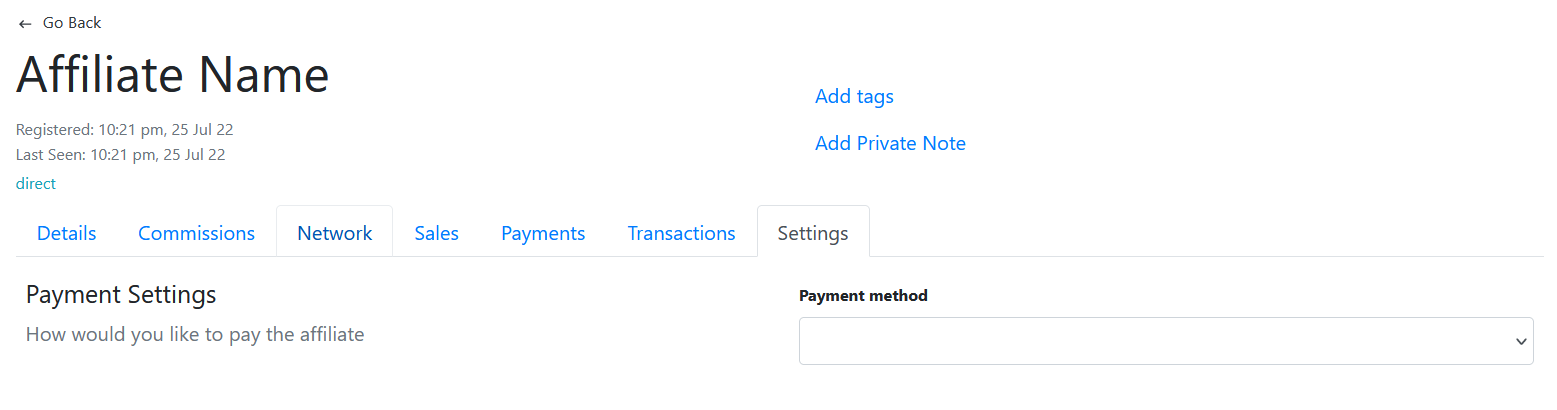 ← Go Back
Affiliate Name
Registered: 10:21 pm, 25 Jul 22
Last Seen: 10:21 pm, 25 Jul 22
direct
Add tags
Add Private Note
Details Commissions Network Sales Payments Transactions Settings
Payment Settings
How would you like to pay the affiliate
Payment method